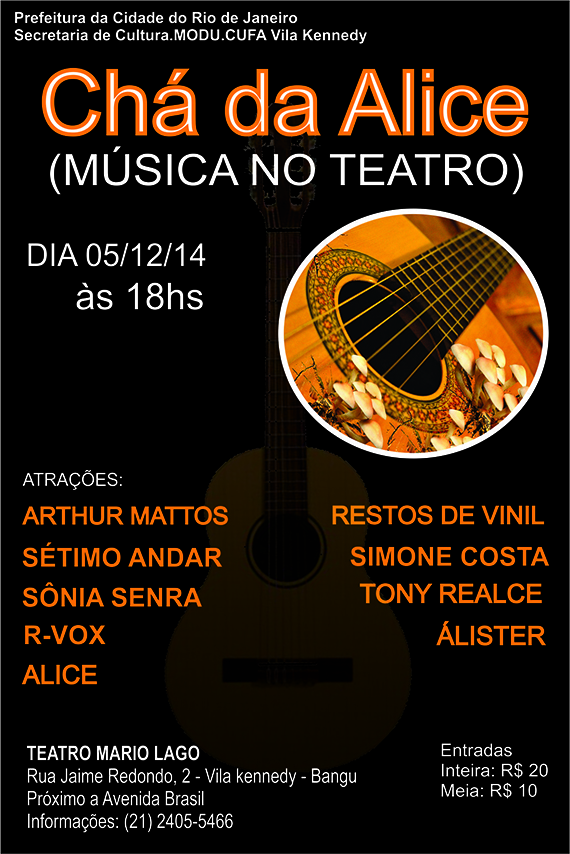 Prefeitura da Cidade do Rio de Janeiro
Secretaria de Cultura.MODU.CUFA Vila Kennedy
Chá da Alice
(MÚSICA NO TEATRO)
DIA 05/12/14
às 18hs
ATRAÇÕES:
ARTHUR MATTOS
SÉTIMO ANDAR
SÔNIA SENRA
R-VOX
ALICE
RESTOS DE VINIL
SIMONE COSTA
TONY REALCE
ÁLISTER
TEATRO MARIO LAGO
Rua Jaime Redondo, 2 - Vila kennedy - Bangu
Próximo a Avenida Brasil
Informações: (21) 2405-5466
Entradas
Inteira: R$ 20
Meia: R$ 10